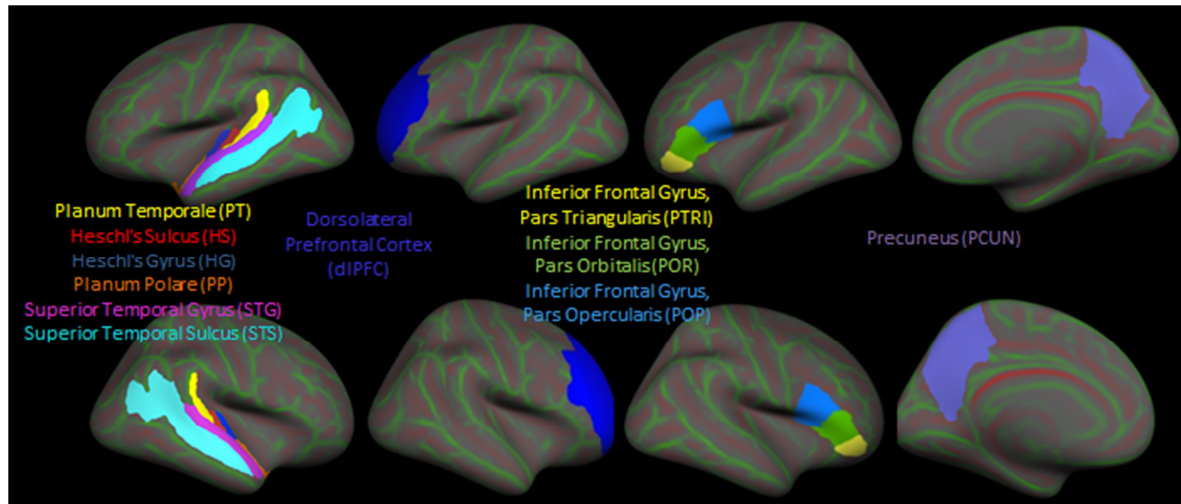 Planum Temporale (PT)
Heschl's Sulcus (HS)
Heschl's Gyrus (HG)
Planum Polare (PP)
Superior Temporal Gyrus (STG)
Superior Temporal Sulcus (STS)
Dorsolateral
Prefrontal Cortex
(dlPFC)
Inferior Frontal Gyrus,
Pars Triangularis (PTRI)
Inferior Frontal Gyrus,
Pars Orbitalis (POR)
Inferior Frontal Gyrus,
Pars Opercularis (POP)
Precuneus (PCUN)